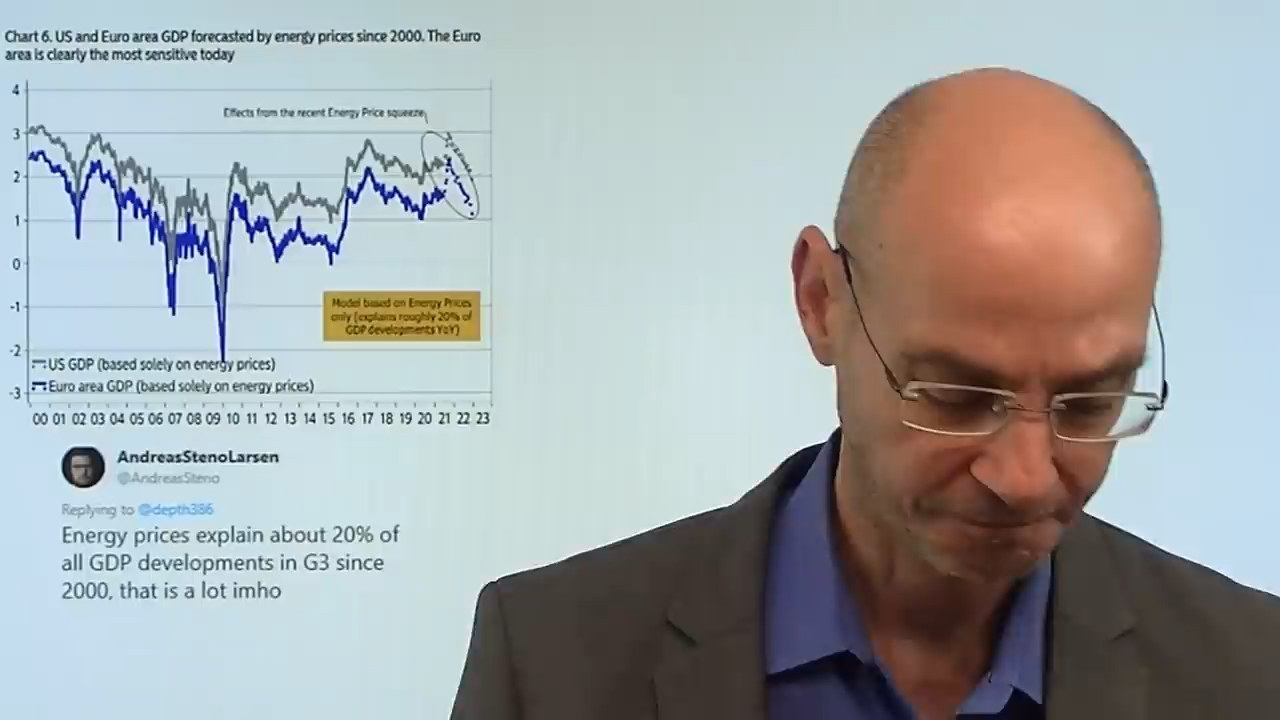 Chart 6. US and Euro area GDP forecasted by energy prices since 2000. The Euro
area is clearly the most sensitive today
4
Effects from the recent Energy Price squeeze
3
2
1
0
-1
Model based on Energy Prices
only (explains roughly 20% of
GDP developments YoY)
-2
US GDP (based solely on energy prices)
Euro area GDP (based solely on energy prices)
-3
00 01 02 03 04 05 06 07 08 09 10 11 12 13 14 15 16 17 18 19 20 21 22 23
AndreasStenoLarsen
@AndreasSteno
Replying to @depth386
Energy prices explain about 20% of
all GDP developments in G3 since
2000, that is a lot imho